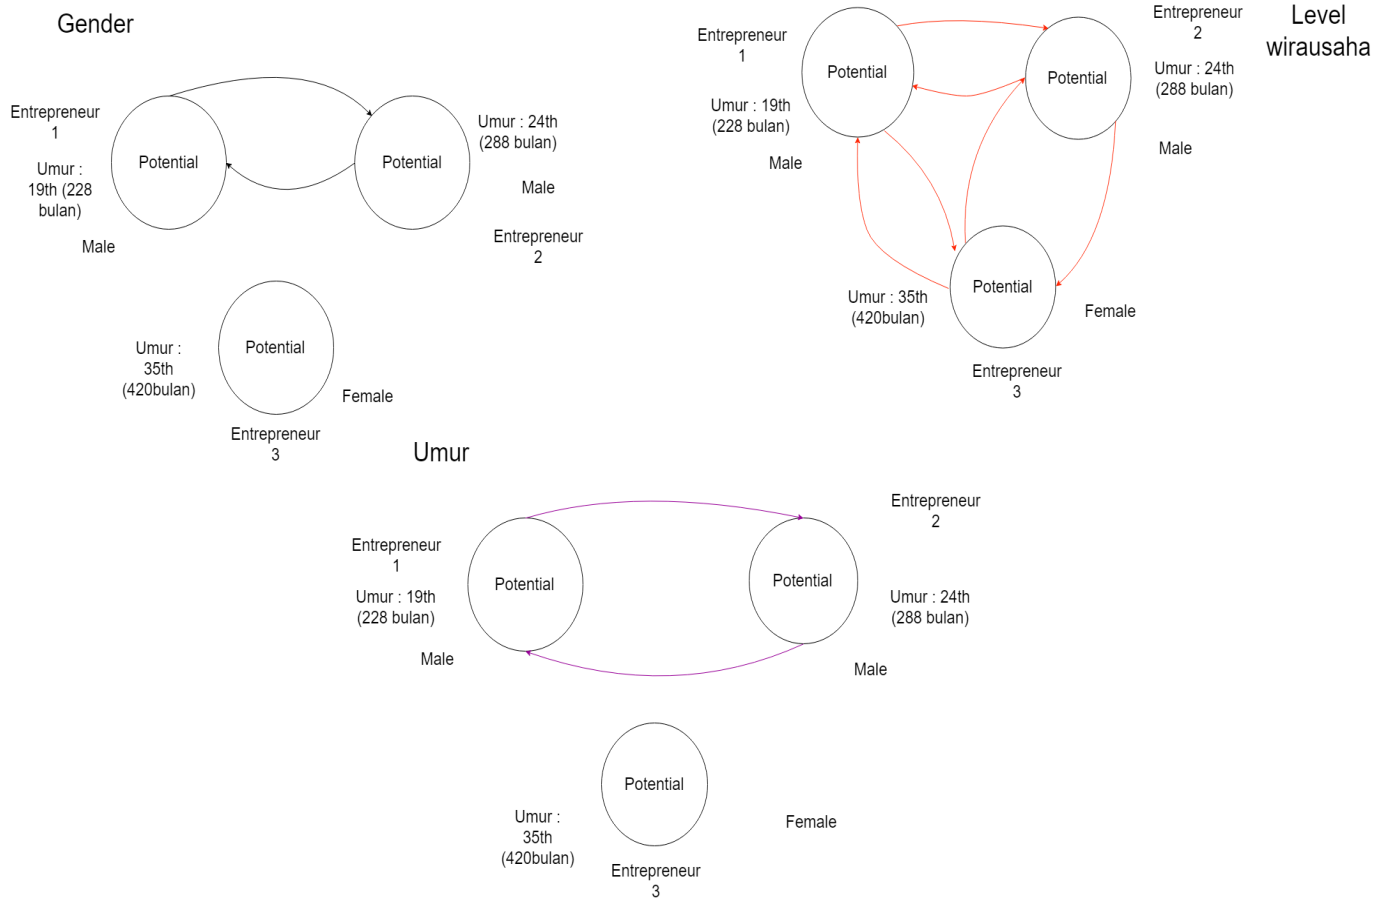 Gender
Entrepreneur
1
Umur :
19th (228
bulan)
Male
Potential
Potential
Umur : 24th
(288 bulan)
Male
Entrepreneur
2
Potential
Umur :
35th
(420bulan)
Female
Entrepreneur
3
Level
wirausaha
Entrepreneur
1
Umur : 19th
(228 bulan)
Male
Potential
Potential
Entrepreneur
2
Umur : 24th
(288 bulan)
Male
Potential
Umur : 35th
(420bulan)
Female
Entrepreneur
3
Umur
Entrepreneur
1
Umur : 19th
(228 bulan)
Male
Potential
Potential
Entrepreneur
2
Umur : 24th
(288 bulan)
Male
Potential
Umur :
35th
(420bulan)
Female
Entrepreneur
3